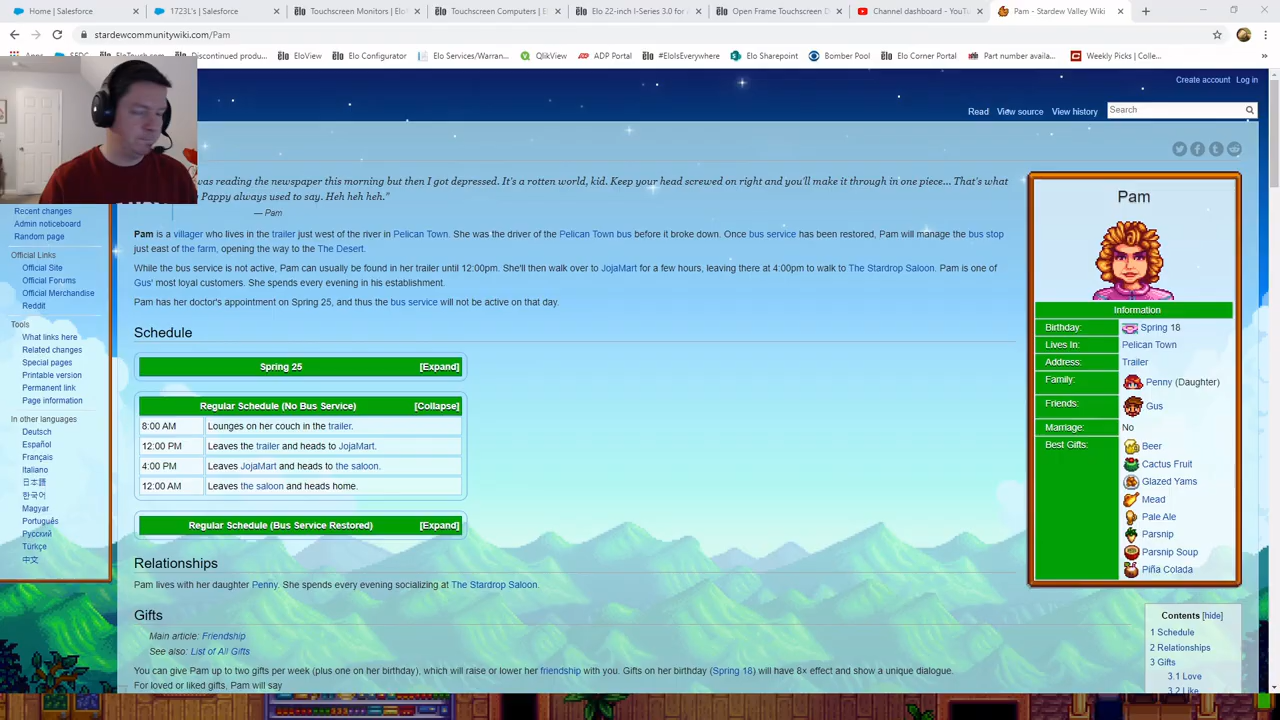 Home | Salesforce
1723L's | Salesforce
Touchscreen Monitors | Elo
Touchscreen Computers | E
Elo 22-inch I-Series 3.0 for A
Open Frame Touchscreen D
Channel dashboard - YouTu
Pam - Stardew Valley Wiki
stardewcommunitywiki.com/Pam
SFDC
Discontinued produ...
EloView
Elo Configurator
Elo Services/Warran...
QlikView
ADP Portal
#EloIsEverywhere
Elo Sharepoint
Bomber Pool
Elo Corner Portal
Part number availa...
Weekly Picks | Colle...
Create account Log in
Read View source View history Search
was reading the newspaper this morning but then I got depressed. It's a rotten world, kid. Keep your head screwed on right and you'll make it through in one piece... That's what
Pappy always used to say. Heh heh heh."
— Pam
Pam is a villager who lives in the trailer just west of the river in Pelican Town. She was the driver of the Pelican Town bus before it broke down. Once bus service has been restored, Pam will manage the bus stop
just east of the farm, opening the way to the The Desert.
While the bus service is not active, Pam can usually be found in her trailer until 12:00pm. She'll then walk over to JojaMart for a few hours, leaving there at 4:00pm to walk to The Stardrop Saloon. Pam is one of
Gus' most loyal customers. She spends every evening in his establishment.
Pam has her doctor's appointment on Spring 25, and thus the bus service will not be active on that day.
Schedule
Spring 25 [Expand]
Regular Schedule (No Bus Service) [Collapse]
8:00 AM Lounges on her couch in the trailer.
12:00 PM Leaves the trailer and heads to JojaMart.
4:00 PM Leaves JojaMart and heads to the saloon.
12:00 AM Leaves the saloon and heads home.
Regular Schedule (Bus Service Restored) [Expand]
Relationships
Pam lives with her daughter Penny. She spends every evening socializing at The Stardrop Saloon.
Gifts
Main article: Friendship
See also: List of All Gifts
You can give Pam up to two gifts per week (plus one on her birthday), which will raise or lower her friendship with you. Gifts on her birthday (Spring 18) will have 8× effect and show a unique dialogue.
For loved or liked gifts, Pam will say
Recent changes
Admin noticeboard
Random page
Official Links
Official Site
Official Forums
Official Merchandise
Reddit
Tools
What links here
Related changes
Special pages
Printable version
Permanent link
Page information
In other languages
Deutsch
Español
Français
Italiano
日本語
한국어
Magyar
Português
Русский
Türkçe
中文
Pam
Information
Birthday: Spring 18
Lives In: Pelican Town
Address: Trailer
Family: Penny (Daughter)
Friends: Gus
Marriage: No
Best Gifts: Beer
Cactus Fruit
Glazed Yams
Mead
Pale Ale
Parsnip
Parsnip Soup
Piña Colada
Contents [hide]
1 Schedule
2 Relationships
3 Gifts
3.1 Love
3.2 Like